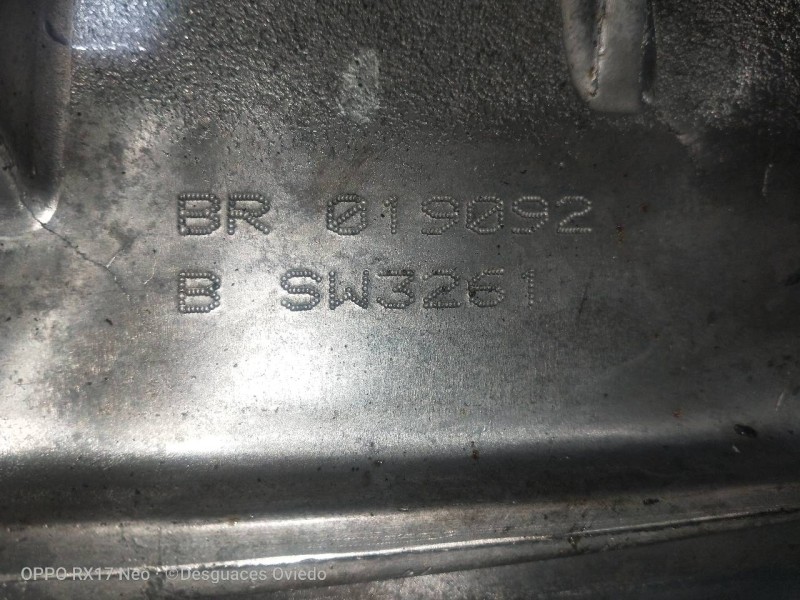 BR 019092
B SW3261
OPPO RX17 Neo · ©Desguaces Oviedo